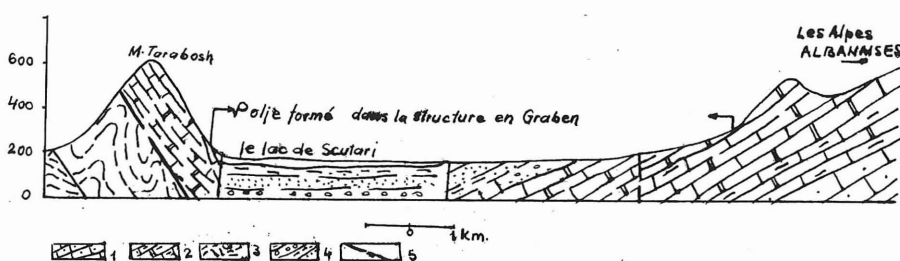 Les Alpes
ALBANAISES
M. Tarabosh
600
400
200
0
Polje formé dans la structure en Graben
le lac de Scutari
0 1 km.
1 2 3 4 5